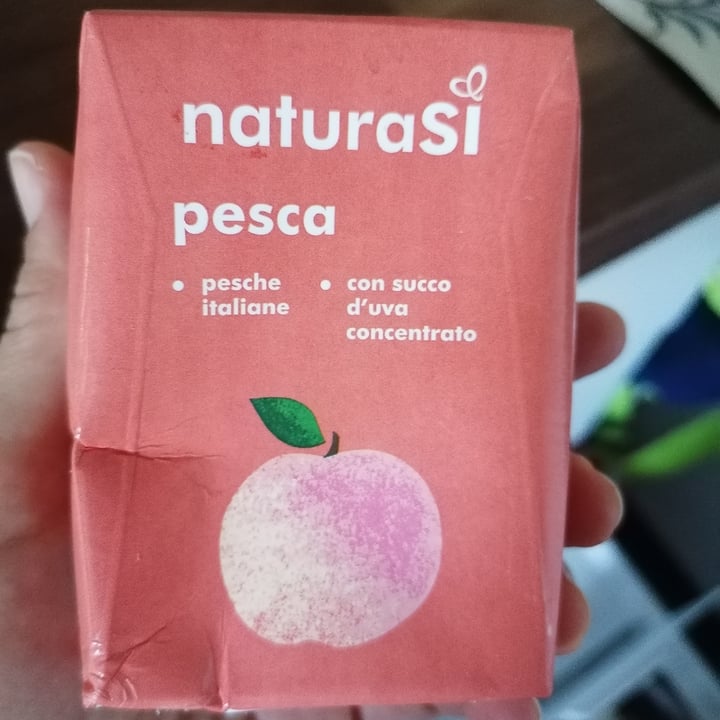 naturaSì
pesca
• pesche
italiane
• con succo
d'uva
concentrato